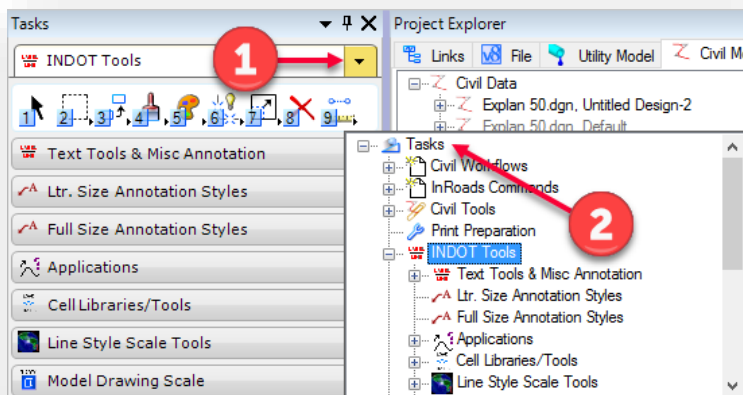 Tasks
INDOT Tools
1
1 2 3 4 5 6 7 8 9
Text Tools & Misc Annotation
Ltr. Size Annotation Styles
Full Size Annotation Styles
Applications
Cell Libraries/Tools
Line Style Scale Tools
Model Drawing Scale
Project Explorer
Links File Utility Model Civil M
Civil Data
Explan 50.dgn, Untitled Design-2
Explan 50.dgn, Default
Tasks
Civil Workflows
InRoads Commands
Civil Tools
Print Preparation
2
INDOT Tools
Text Tools & Misc Annotation
Ltr. Size Annotation Styles
Full Size Annotation Styles
Applications
Cell Libraries/Tools
Line Style Scale Tools